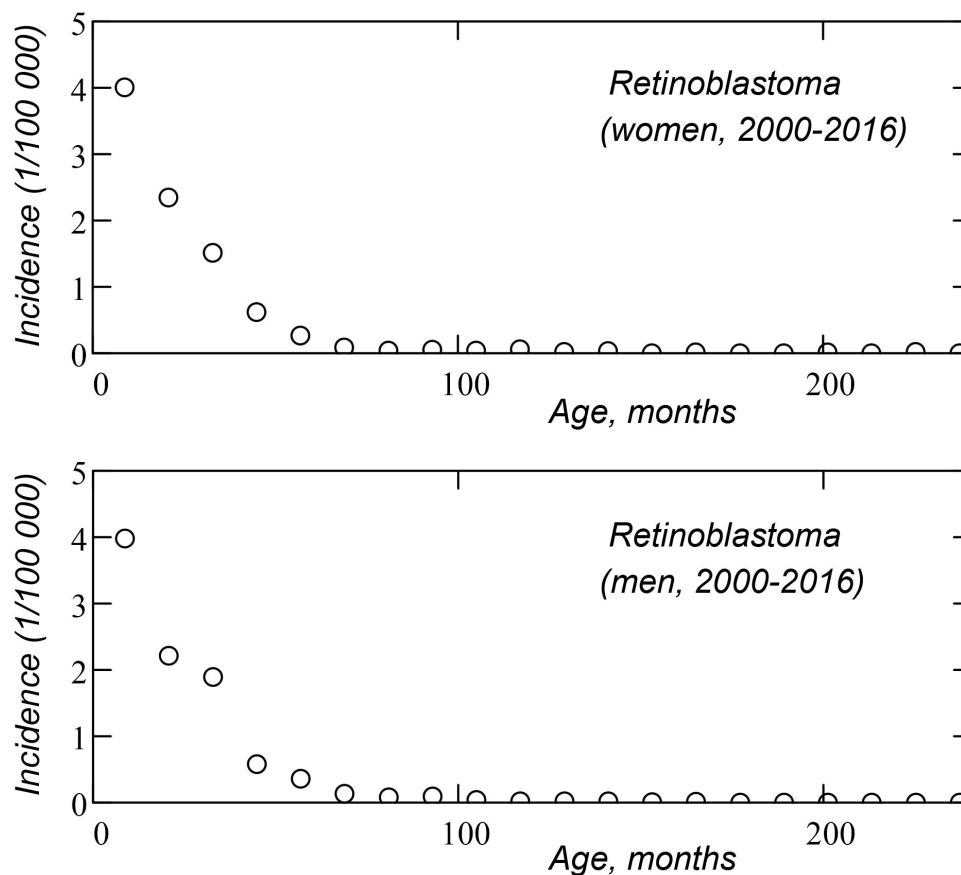 5
4
3
2
1
0
Incidence (1/100 000)
Retinoblastoma
(women, 2000-2016)
0 100 200
Age, months
5
4
3
2
1
0
Incidence (1/100 000)
Retinoblastoma
(men, 2000-2016)
0 100 200
Age, months